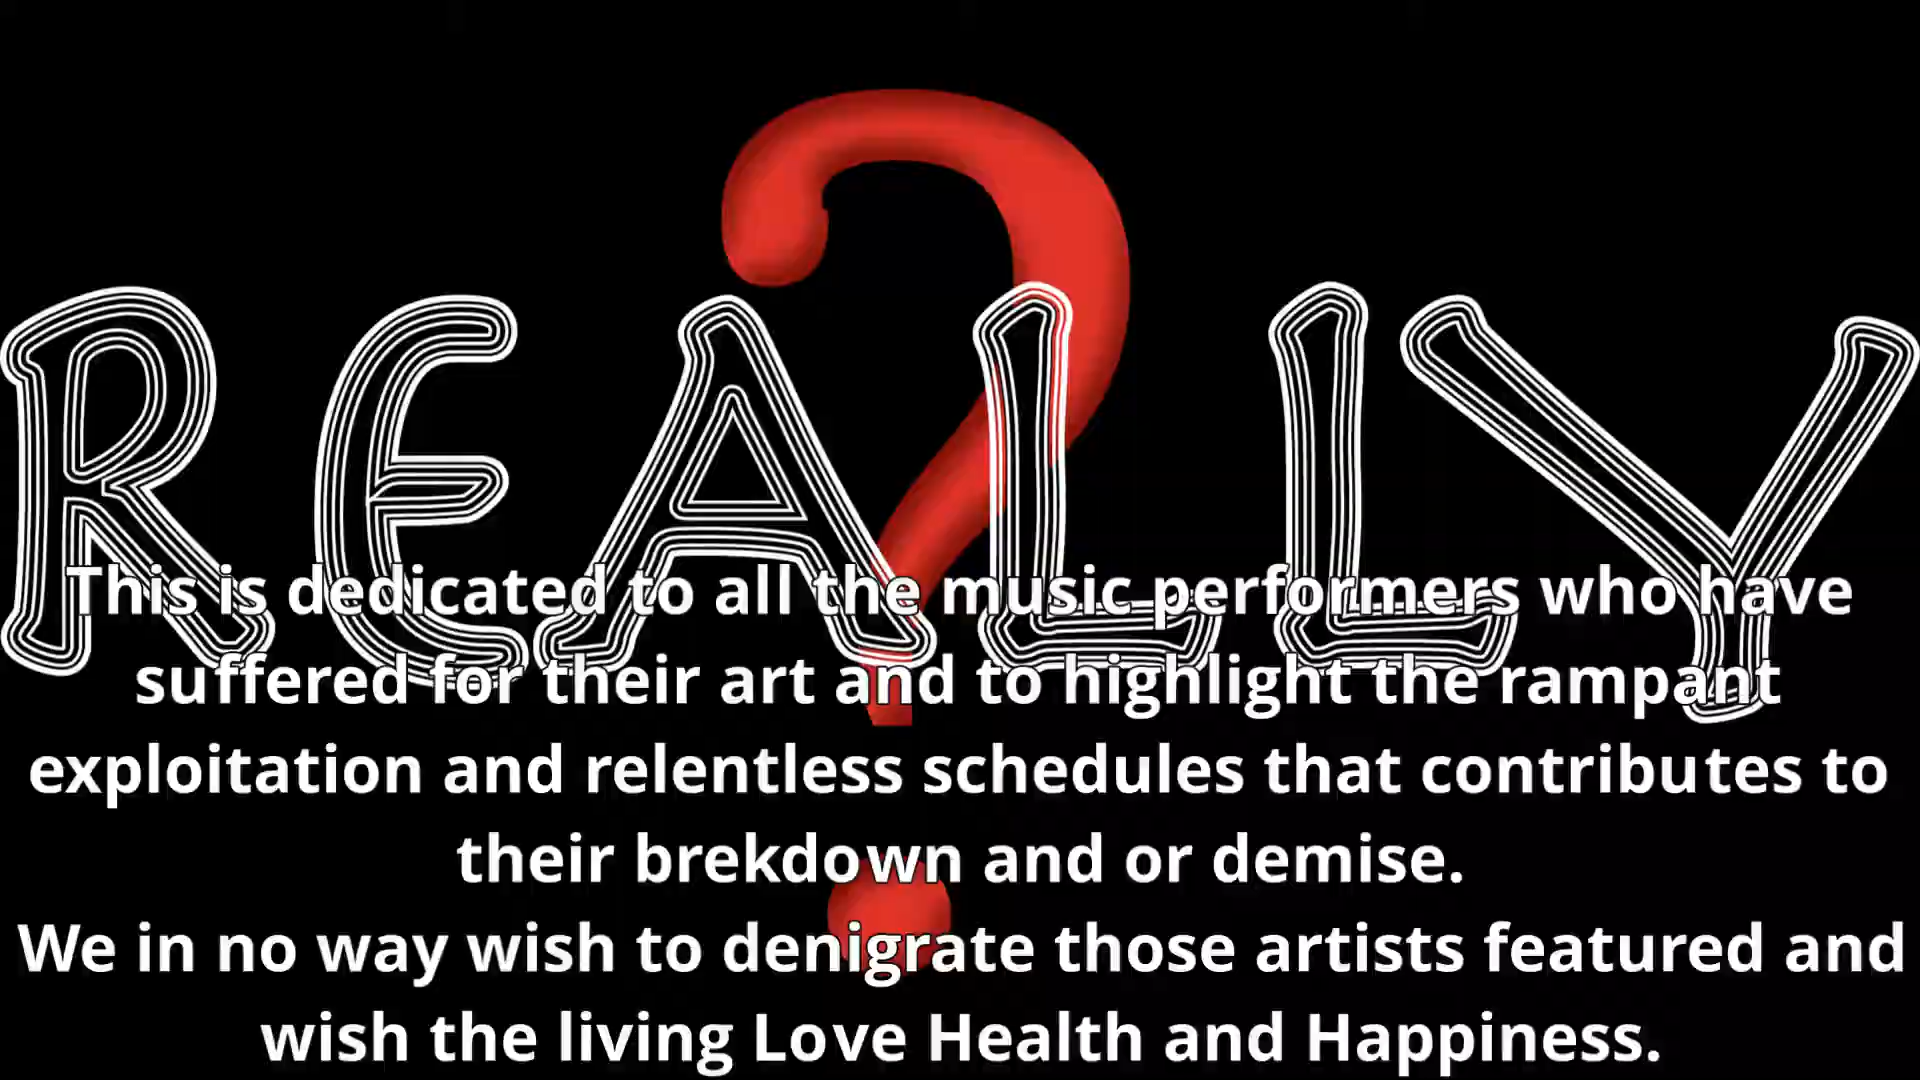 ?
REALLY
This is dedicated to all the music performers who have
suffered for their art and to highlight the rampant
exploitation and relentless schedules that contributes to
their brekdown and or demise.
We in no way wish to denigrate those artists featured and
wish the living Love Health and Happiness.